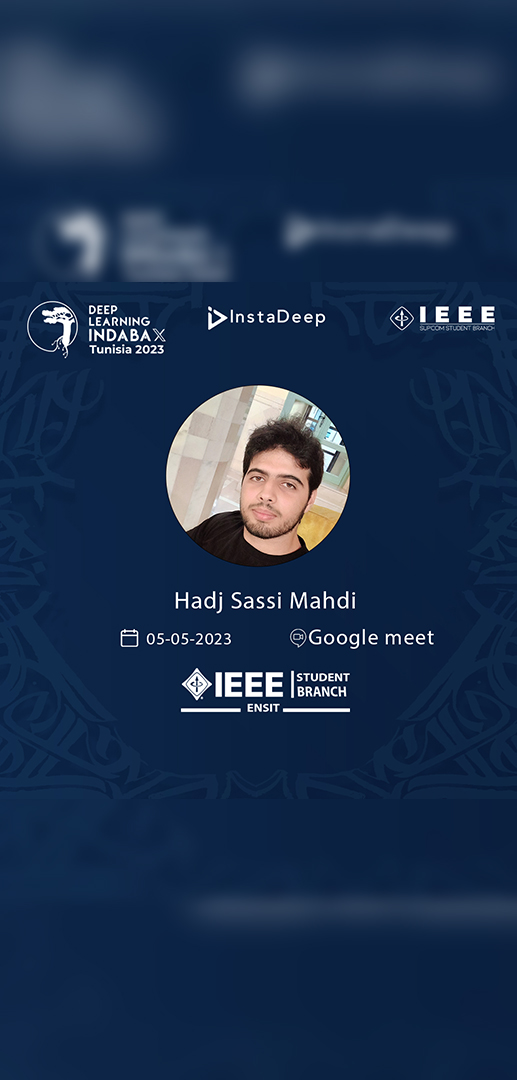 DEEP
LEARNING
INDABAX
Tunisia 2023
InstaDeep
IEEE
SUPCOM STUDENT BRANCH
Hadj Sassi Mahdi
05-05-2023
Google meet
IEEE
STUDENT
BRANCH
ENSIT